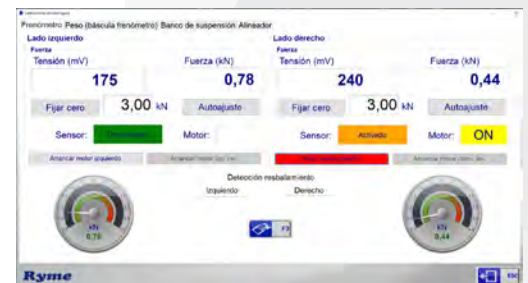 Frenómetro Peso (báscula frenómetro) Banco de suspensión Alineador
Lado izquierdo Lado derecho
Fuerza Fuerza
Tensión (mV) Fuerza (kN) Tensión (mV) Fuerza (kN)
175 0,78 240 0,44
Fijar cero 3,00 kN Autoajuste Fijar cero 3,00 kN Autoajuste
Sensor: Motor: Sensor: Activado Motor: ON
Arrancar motor izquierdo
Detección resbalamiento
Izquierdo Derecho
kN kN
0,78 0,44
F3
Ryme ESC